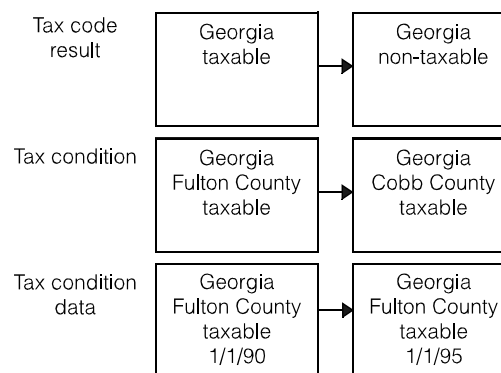 Tax code
result
Georgia
taxable
Georgia
non-taxable
Tax condition
Georgia
Fulton County
taxable
Georgia
Cobb County
taxable
Tax condition
data
Georgia
Fulton County
taxable
1/1/90
Georgia
Fulton County
taxable
1/1/95